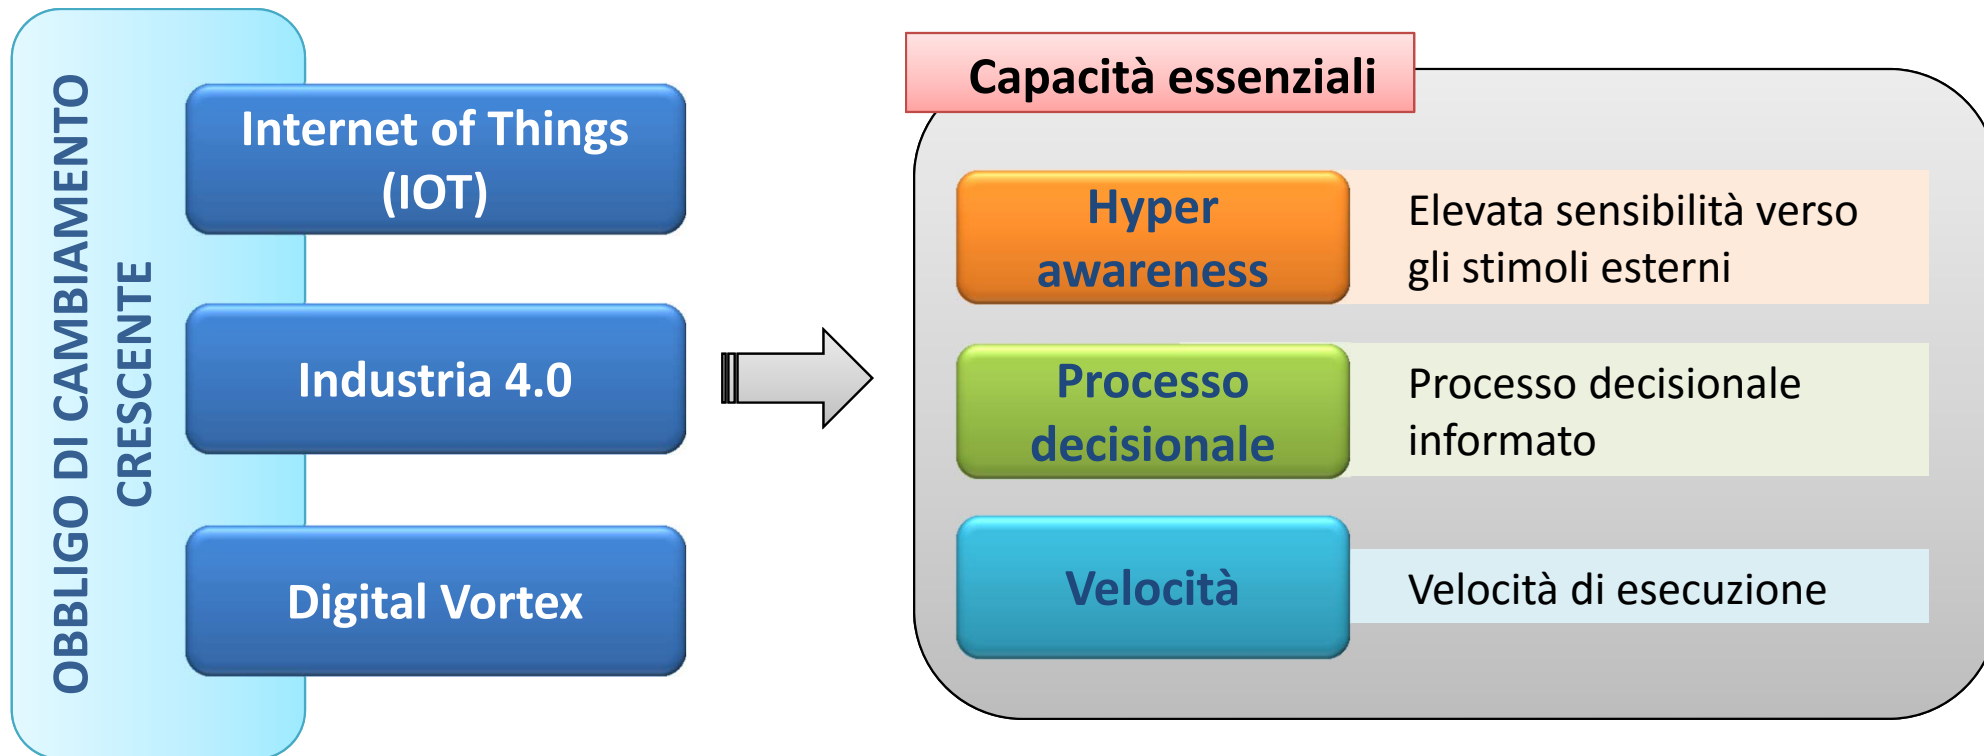 OBBLIGO DI CAMBIAMENTO
CRESCENTE
Internet of Things
(IOT)
Industria 4.0
Digital Vortex
Capacità essenziali
Hyper
awareness
Elevata sensibilità verso
gli stimoli esterni
Processo
decisionale
Processo decisionale
informato
Velocità
Velocità di esecuzione